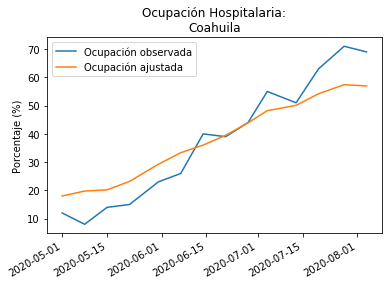 Ocupación Hospitalaria:
Coahuila
Ocupación observada
Ocupación ajustada
Porcentaje (%)
70
60
50
40
30
20
10
2020-05-01
2020-05-15
2020-06-01
2020-06-15
2020-07-01
2020-07-15
2020-08-01